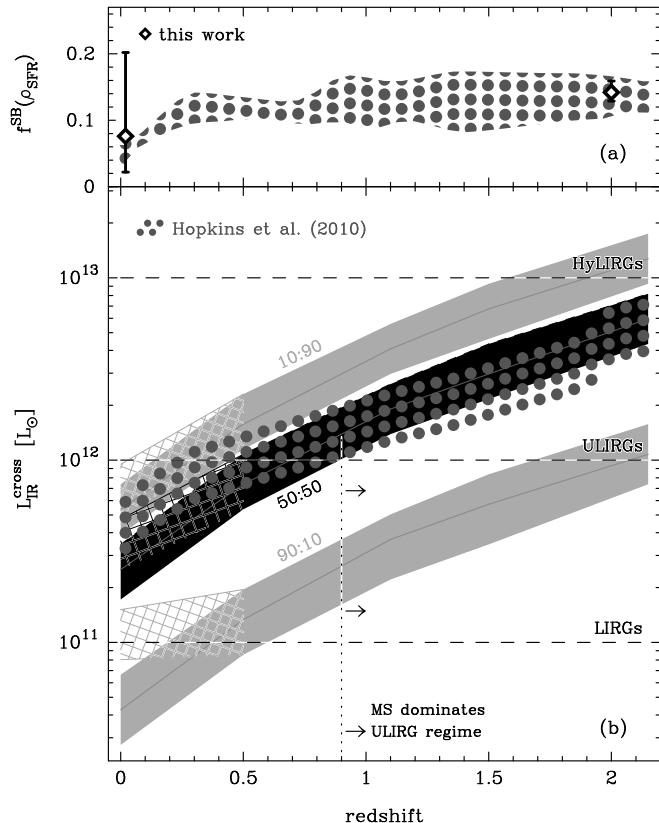 this work
0.2
0.1
0
f^SB(ρ_SFR)
(a)
Hopkins et al. (2010)
10^13
HyLIRGs
10:90
L_IR^cross [L_⊙]
10^12
ULIRGs
50:50
90:10
10^11
LIRGs
MS dominates
ULIRG regime
(b)
0 0.5 1 1.5 2
redshift